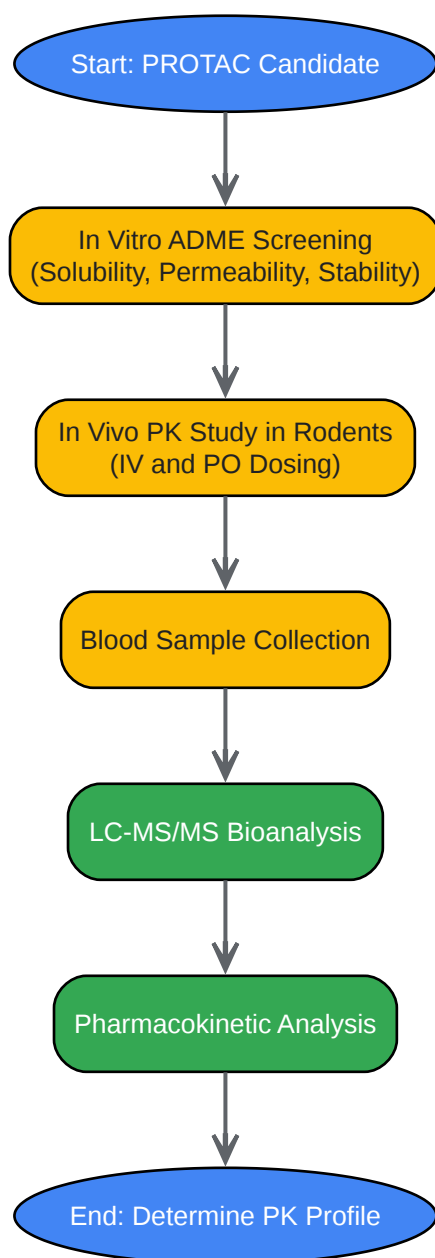 Start: PROTAC Candidate
In Vitro ADME Screening
(Solubility, Permeability, Stability)
In Vivo PK Study in Rodents
(IV and PO Dosing)
Blood Sample Collection
LC-MS/MS Bioanalysis
Pharmacokinetic Analysis
End: Determine PK Profile